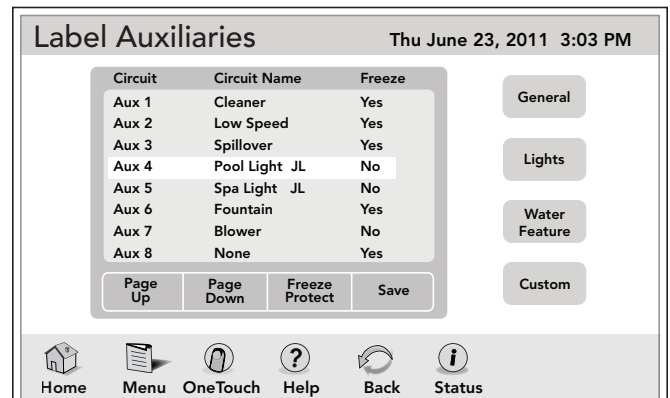 Label Auxiliaries Thu June 23, 2011 3:03 PM
Circuit Circuit Name Freeze
Aux 1 Cleaner Yes
Aux 2 Low Speed Yes
Aux 3 Spillover Yes
Aux 4 Pool Light JL No
Aux 5 Spa Light JL No
Aux 6 Fountain Yes
Aux 7 Blower No
Aux 8 None Yes
Page Up Page Down Freeze Protect Save
General
Lights
Water
Feature
Custom
Home Menu OneTouch Help Back Status